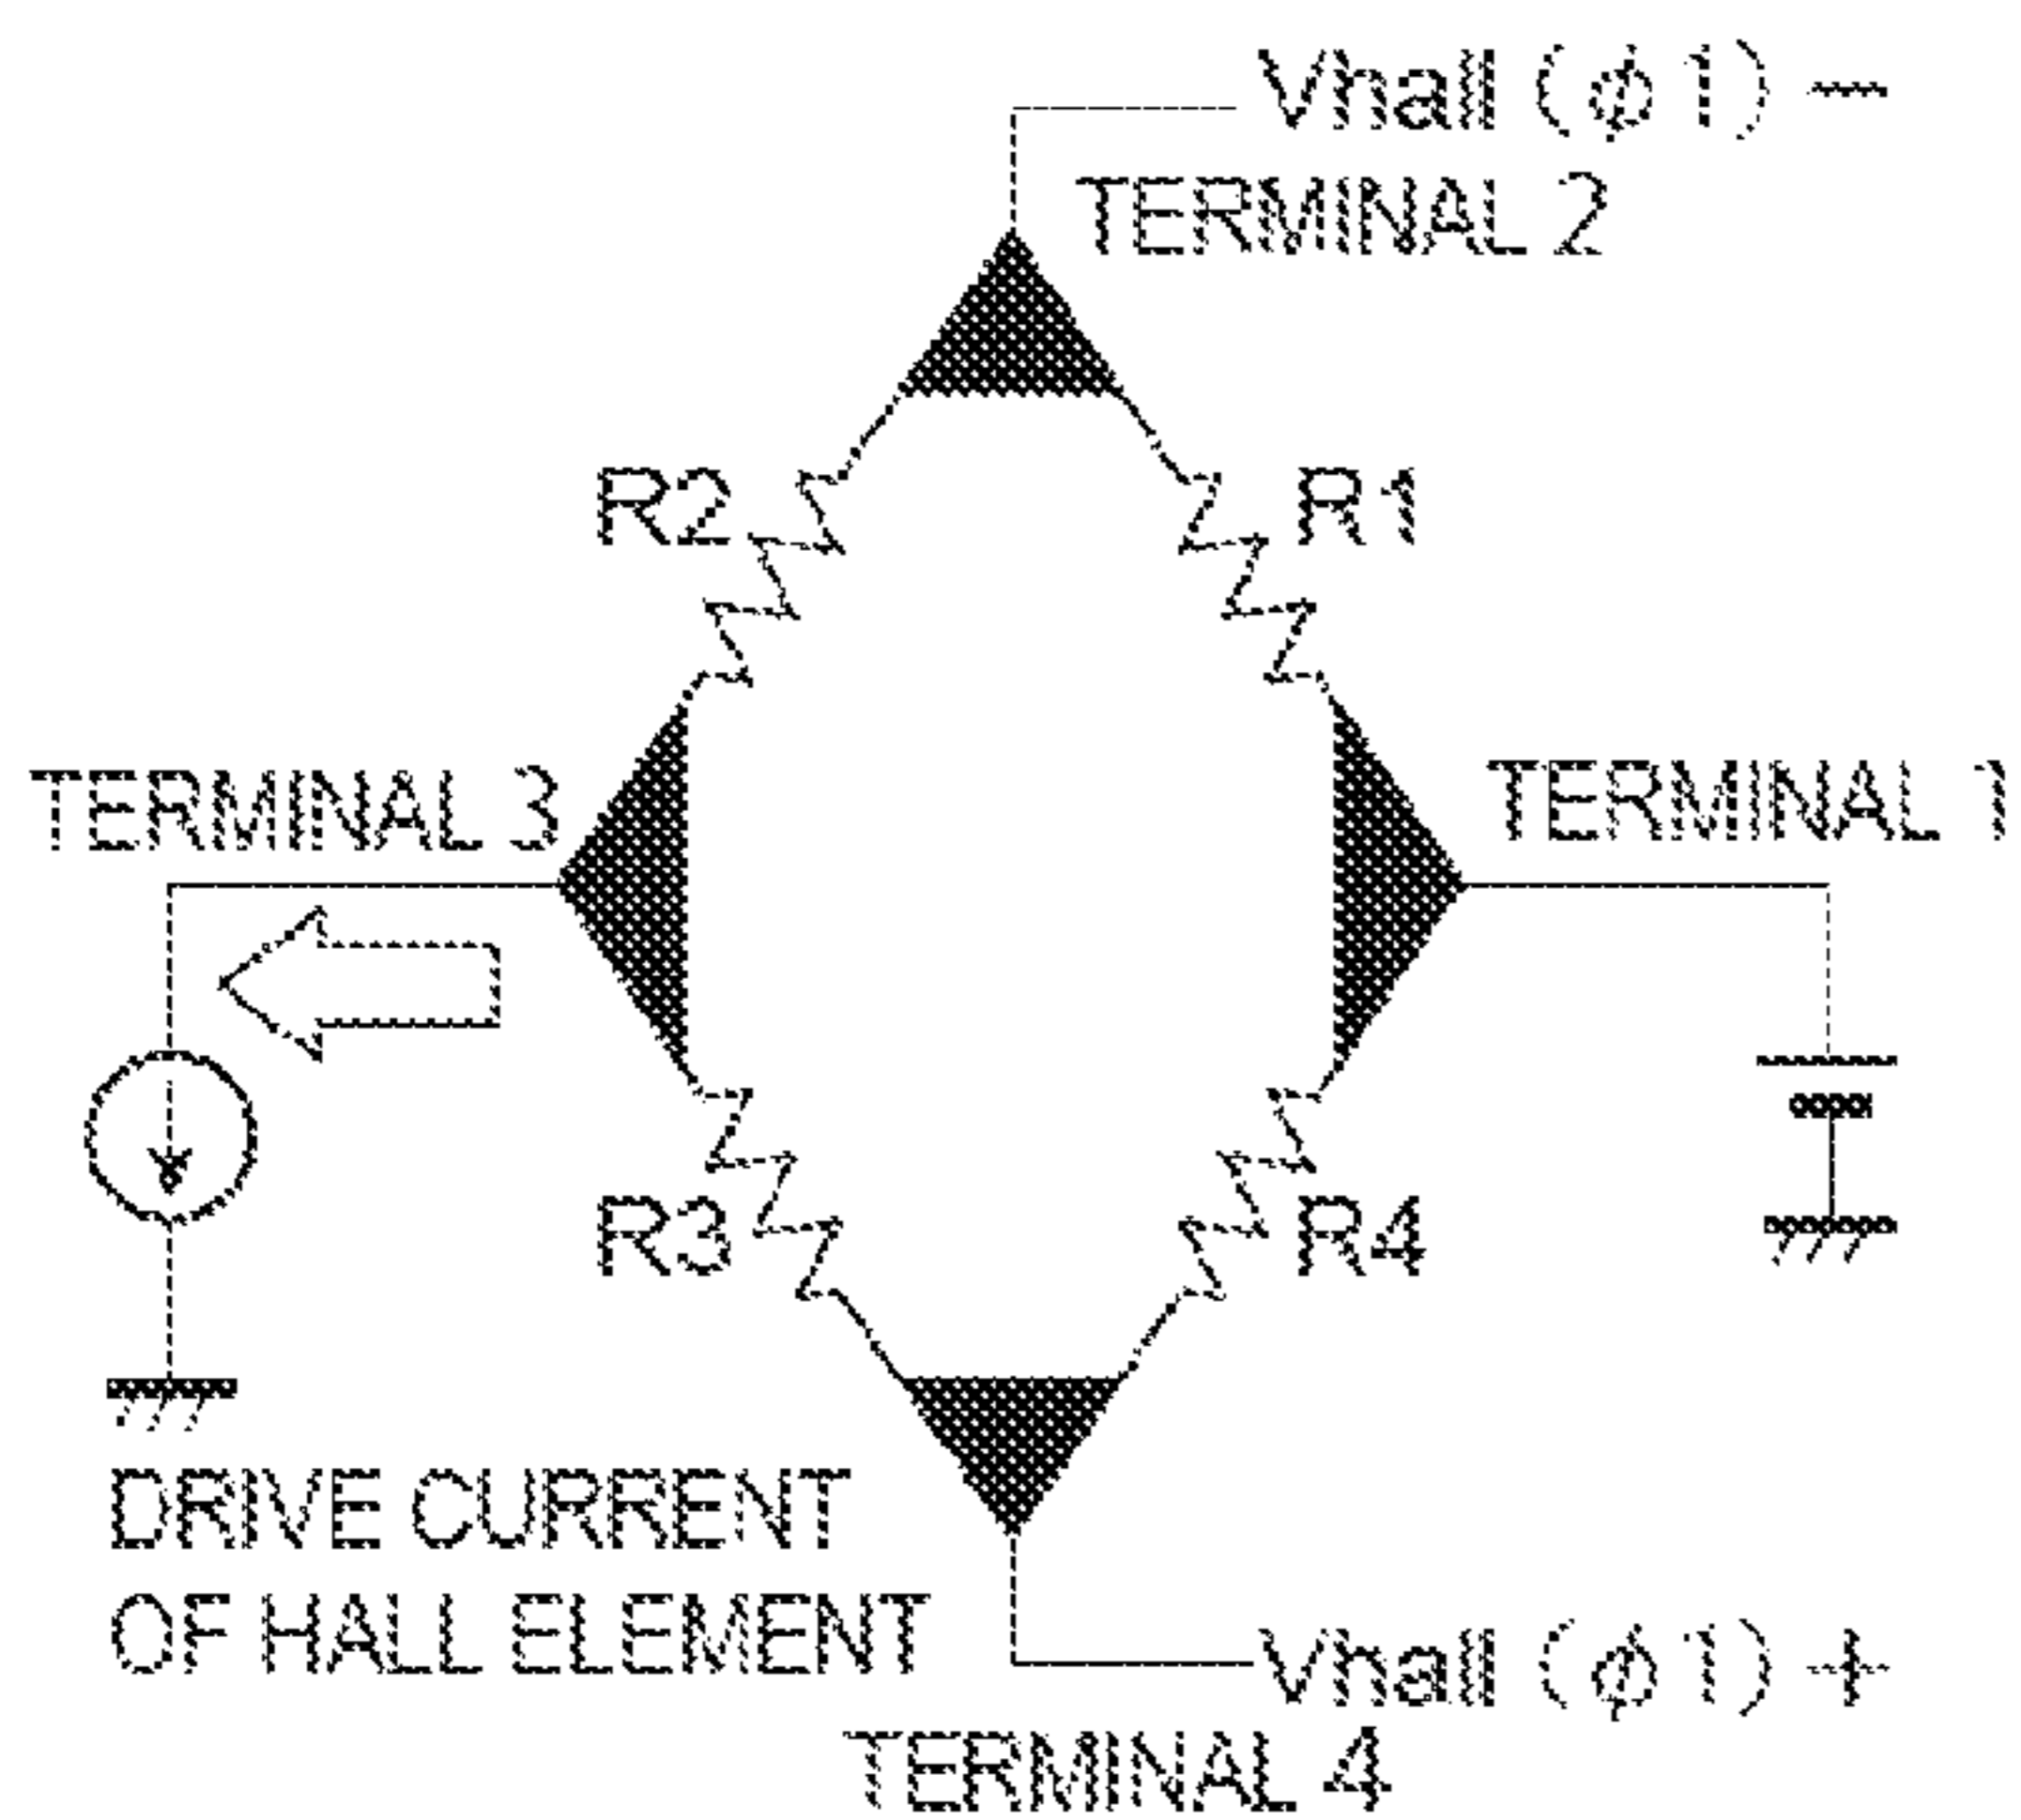 Vhall (ϕ1) −
TERMINAL 2
R2
R1
TERMINAL 3
TERMINAL 1
R3
R4
DRIVE CURRENT
OF HALL ELEMENT
Vhall (ϕ1) +
TERMINAL 4